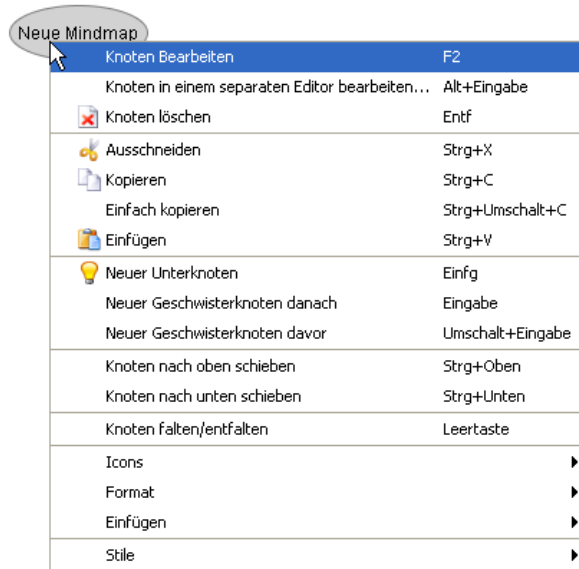 Neue Mindmap
Knoten Bearbeiten F2
Knoten in einem separaten Editor bearbeiten... Alt+Eingabe
Knoten löschen Entf
Ausschneiden Strg+X
Kopieren Strg+C
Einfach kopieren Strg+Umschalt+C
Einfügen Strg+V
Neuer Unterknoten Einfg
Neuer Geschwisterknoten danach Eingabe
Neuer Geschwisterknoten davor Umschalt+Eingabe
Knoten nach oben schieben Strg+Oben
Knoten nach unten schieben Strg+Unten
Knoten falten/entfalten Leertaste
Icons
Format
Einfügen
Stile